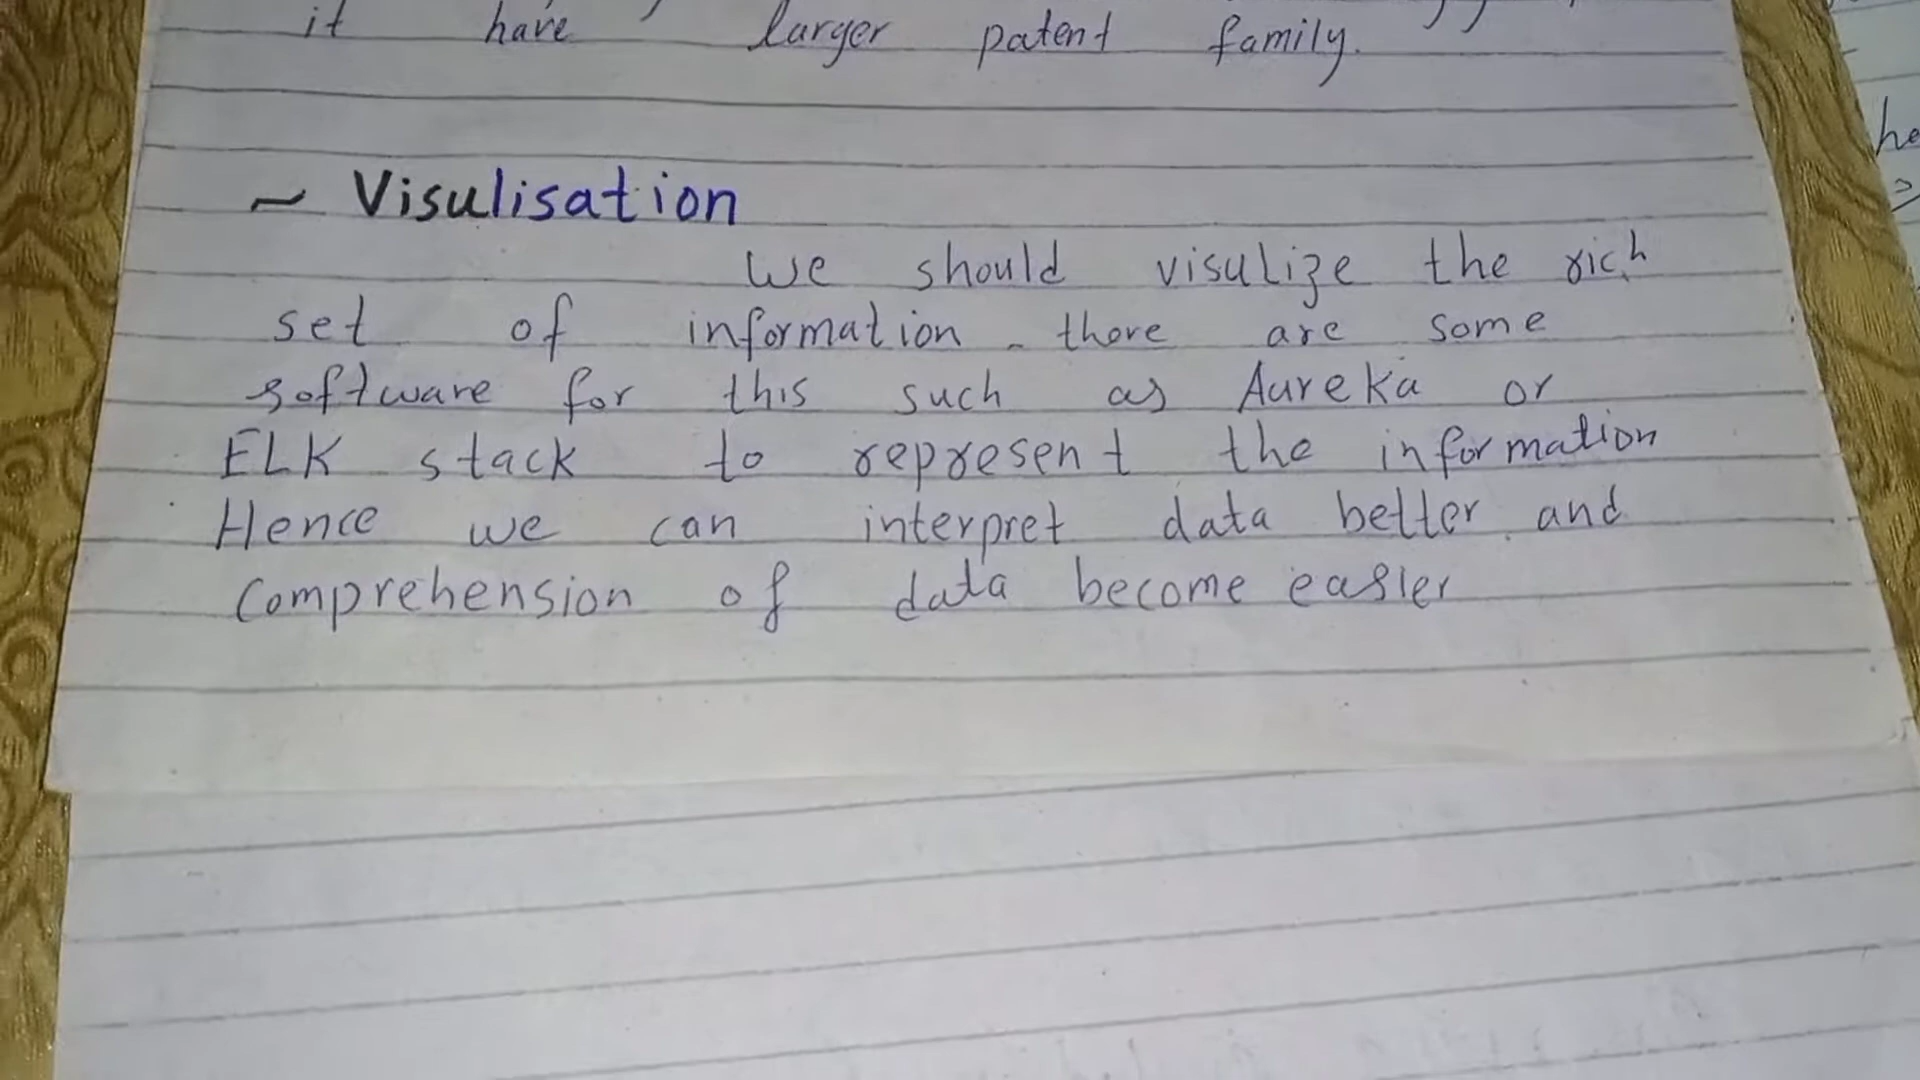 it have larger patent family.
~ Visulisation
we should visulize the rich
set of information. there are some
software for this such as Aureka or
ELK stack to represent the information
Hence we can interpret data better and
comprehension of data become easier
he